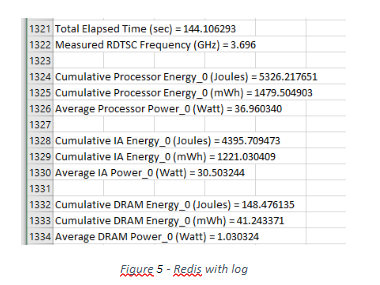 1321 Total Elapsed Time (sec) = 144.106293
1322 Measured RDTSC Frequency (GHz) = 3.696
1323
1324 Cumulative Processor Energy_0 (Joules) = 5326.217651
1325 Cumulative Processor Energy_0 (mWh) = 1479.504903
1326 Average Processor Power_0 (Watt) = 36.960340
1327
1328 Cumulative IA Energy_0 (Joules) = 4395.709473
1329 Cumulative IA Energy_0 (mWh) = 1221.030409
1330 Average IA Power_0 (Watt) = 30.503244
1331
1332 Cumulative DRAM Energy_0 (Joules) = 148.476135
1333 Cumulative DRAM Energy_0 (mWh) = 41.243371
1334 Average DRAM Power_0 (Watt) = 1.030324
Figure 5 - Redis with log